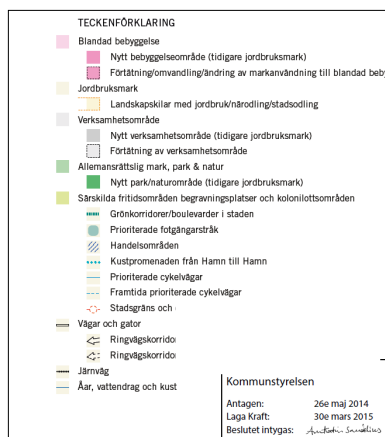 TECKENFÖRKLARING
Blandad bebyggelse
Nytt bebyggelseområde (tidigare jordbruksmark)
Förtätning/omvandling/ändring av markanvändning till blandad beby
Jordbruksmark
Landskapskilar med jordbruk/närodling/stadsodling
Verksamhetsområde
Nytt verksamhetsområde (tidigare jordbruksmark)
Förtätning av verksamhetsområde
Allemansrättslig mark, park & natur
Nytt park/naturområde (tidigare jordbruksmark)
Särskilda fritidsområden begravningsplatser och kolonilottsområden
Grönkorridorer/boulevarder i staden
Prioriterade fotgängarstråk
Handelsområden
Kustpromenaden från Hamn till Hamn
Prioriterade cykelvägar
Framtida prioriterade cykelvägar
Stadsgräns och
Vägar och gator
Ringvägskorrido
Ringvägskorrido
Järnväg
Åar, vattendrag och kust
Kommunstyrelsen
Antagen: 26e maj 2014
Laga Kraft: 30e mars 2015
Beslutet intygas: